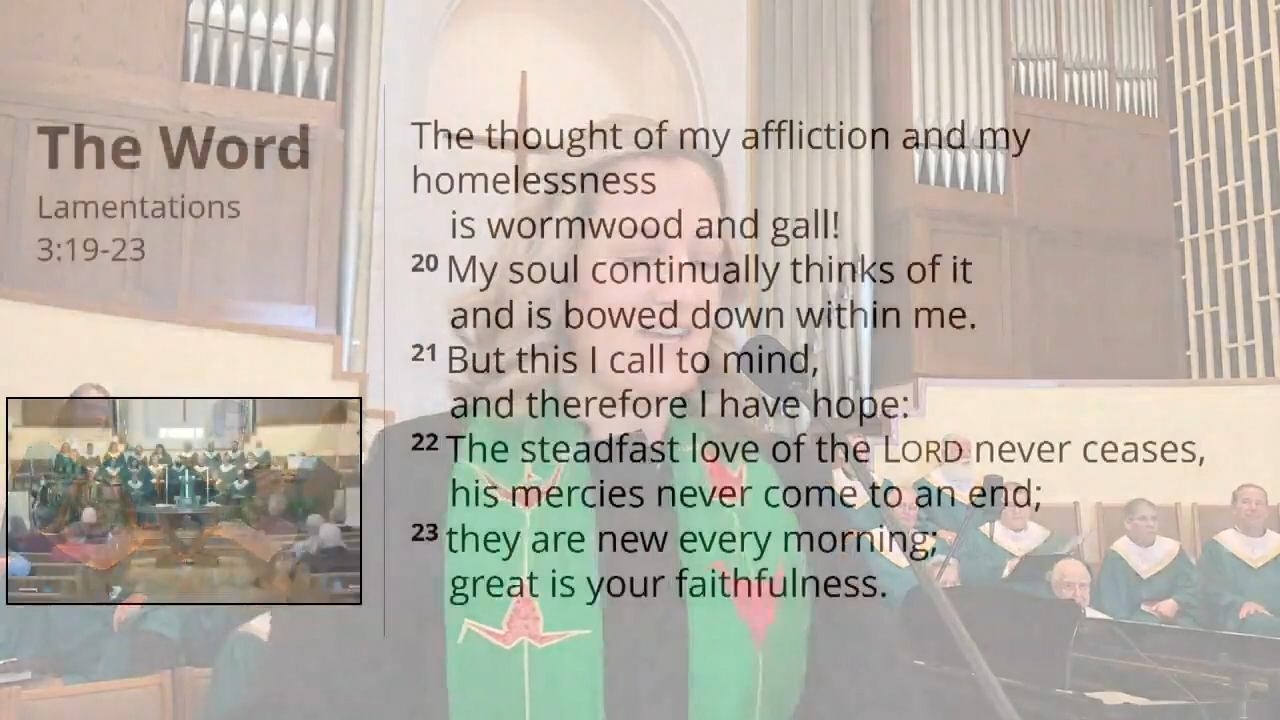 The Word
Lamentations
3:19-23
The thought of my affliction and my
homelessness
is wormwood and gall!
20 My soul continually thinks of it
and is bowed down within me.
21 But this I call to mind,
and therefore I have hope:
22 The steadfast love of the LORD never ceases,
his mercies never come to an end;
23 they are new every morning;
great is your faithfulness.